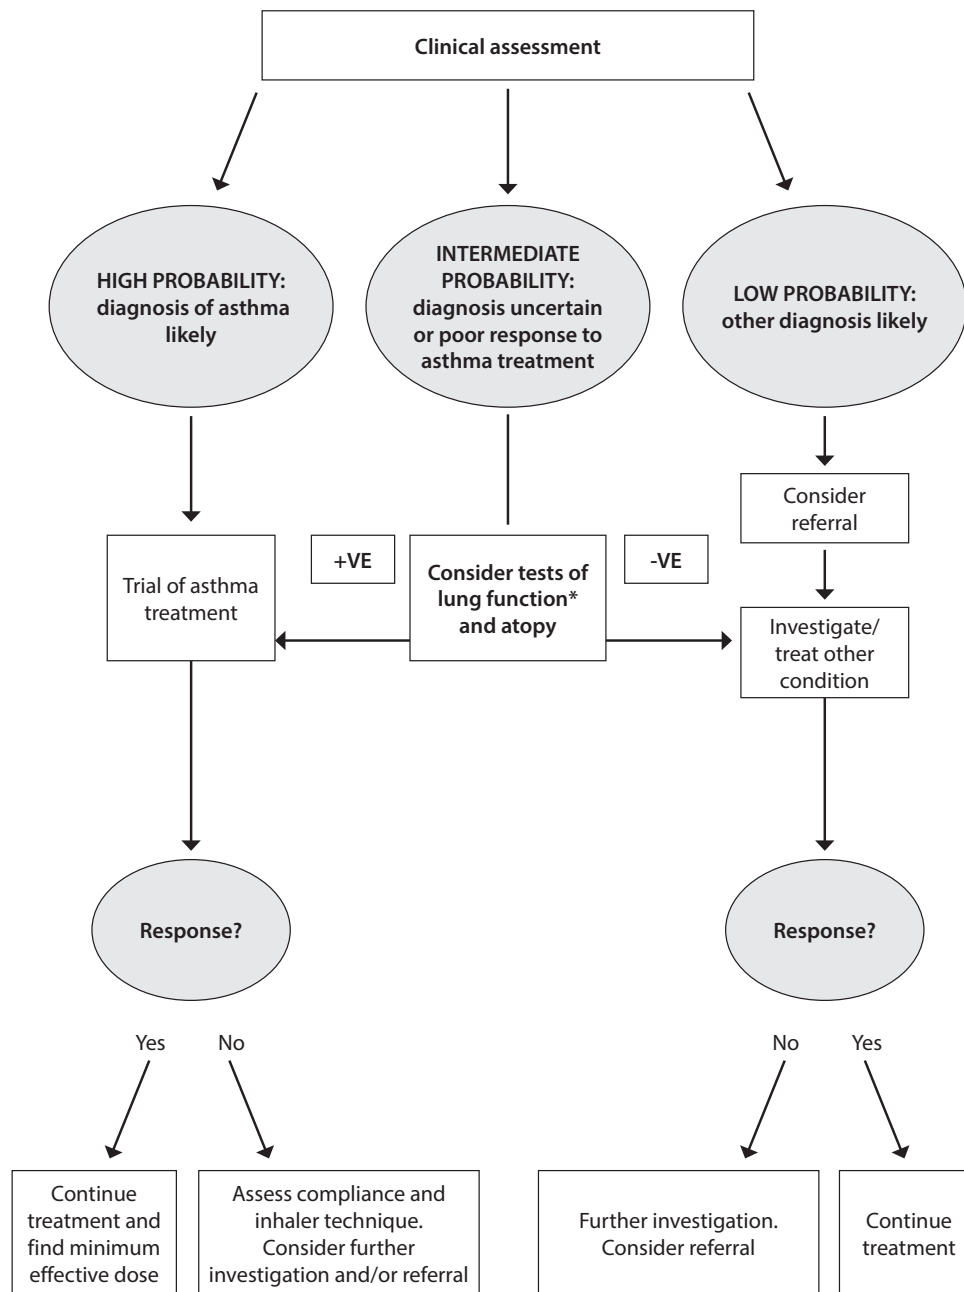 Clinical assessment
HIGH PROBABILITY:
diagnosis of asthma
likely
INTERMEDIATE
PROBABILITY:
diagnosis uncertain
or poor response to
asthma treatment
LOW PROBABILITY:
other diagnosis likely
Consider
referral
Trial of asthma
treatment
+VE
Consider tests of
lung function*
and atopy
-VE
Investigate/
treat other
condition
Response?
Response?
Yes
No
No
Yes
Continue
treatment and
find minimum
effective dose
Assess compliance and
inhaler technique.
Consider further
investigation and/or referral
Further investigation.
Consider referral
Continue
treatment